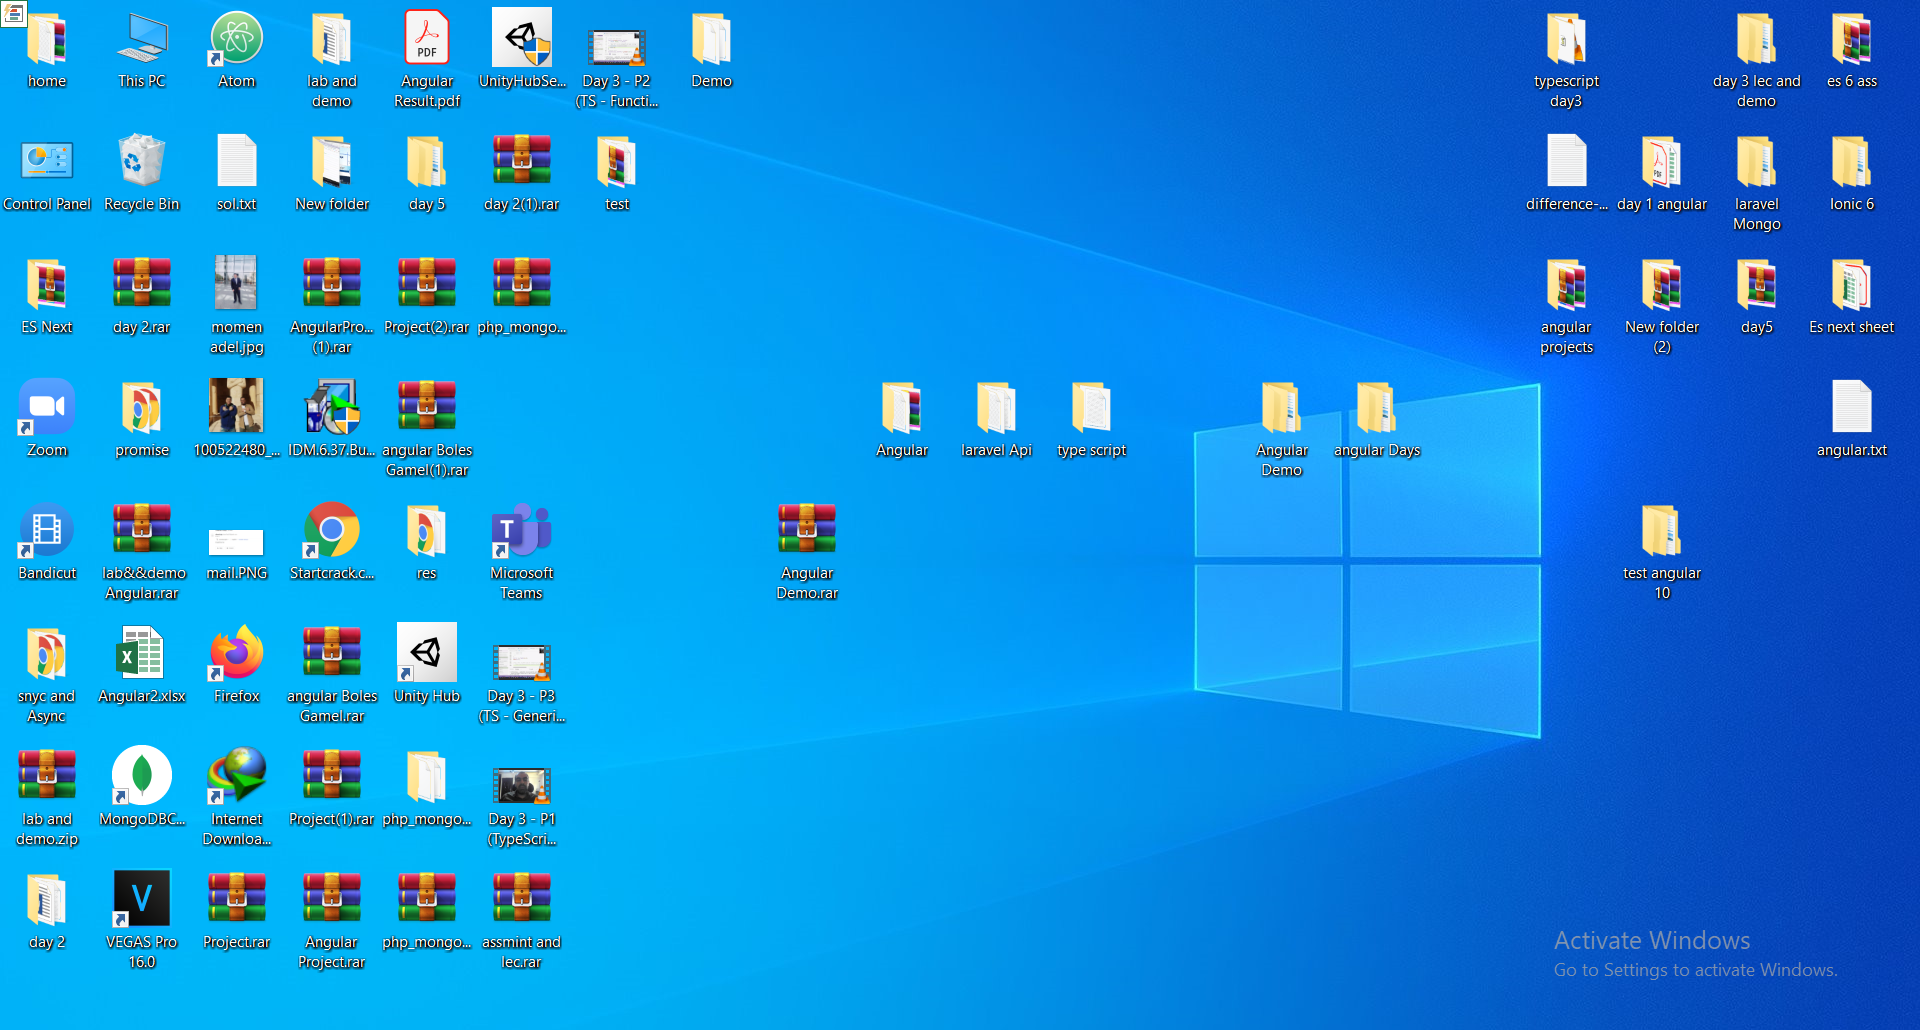 home
This PC
Atom
lab and
demo
Angular
Result.pdf
UnityHubSe...
Day 3 - P2
(TS - Functi...
Demo
typescript
day3
day 3 lec and
demo
es 6 ass
Control Panel
Recycle Bin
sol.txt
New folder
day 5
day 2(1).rar
test
difference-...
day 1 angular
laravel
Mongo
Ionic 6
ES Next
day 2.rar
momen
adel.jpg
AngularPro...
(1).rar
Project(2).rar
php_mongo...
angular
projects
New folder
(2)
day5
Es next sheet
Zoom
promise
100522480_...
IDM.6.37.Bu...
angular Boles
Gamel(1).rar
Angular
laravel Api
type script
Angular
Demo
angular Days
angular.txt
Bandicut
lab&&demo
Angular.rar
mail.PNG
Startcrack.c...
res
Microsoft
Teams
Angular
Demo.rar
test angular
10
snyc and
Async
Angular2.xlsx
Firefox
angular Boles
Gamel.rar
Unity Hub
Day 3 - P3
(TS - Generi...
lab and
demo.zip
MongoDBC...
Internet
Downloa...
Project(1).rar
php_mongo...
Day 3 - P1
(TypeScri...
day 2
VEGAS Pro
16.0
Project.rar
Angular
Project.rar
php_mongo...
assmint and
lec.rar
Activate Windows
Go to Settings to activate Windows.